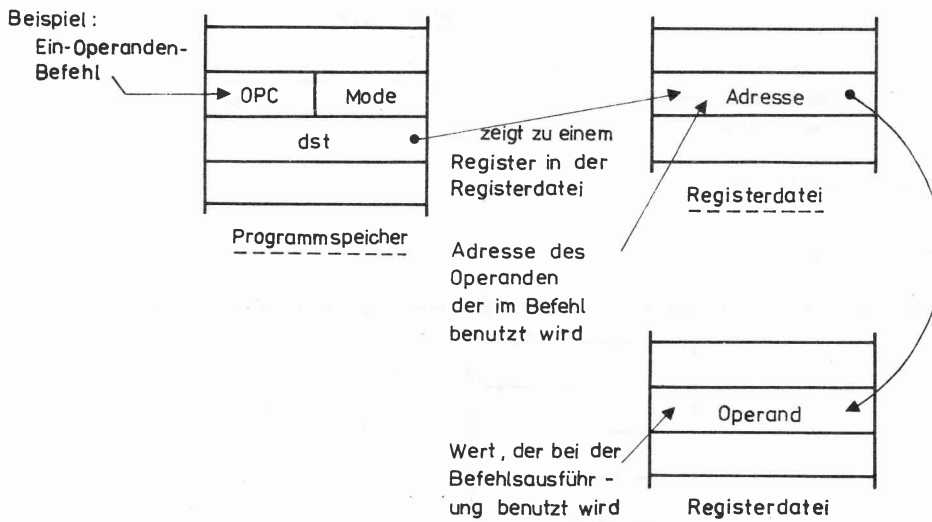 Beispiel :
Ein-Operanden-
Befehl
OPC
Mode
dst
Programmspeicher
zeigt zu einem
Register in der
Registerdatei
Adresse
Registerdatei
Adresse des
Operanden
der im Befehl
benutzt wird
Operand
Wert, der bei der
Befehlsausführ -
ung benutzt wird
Registerdatei